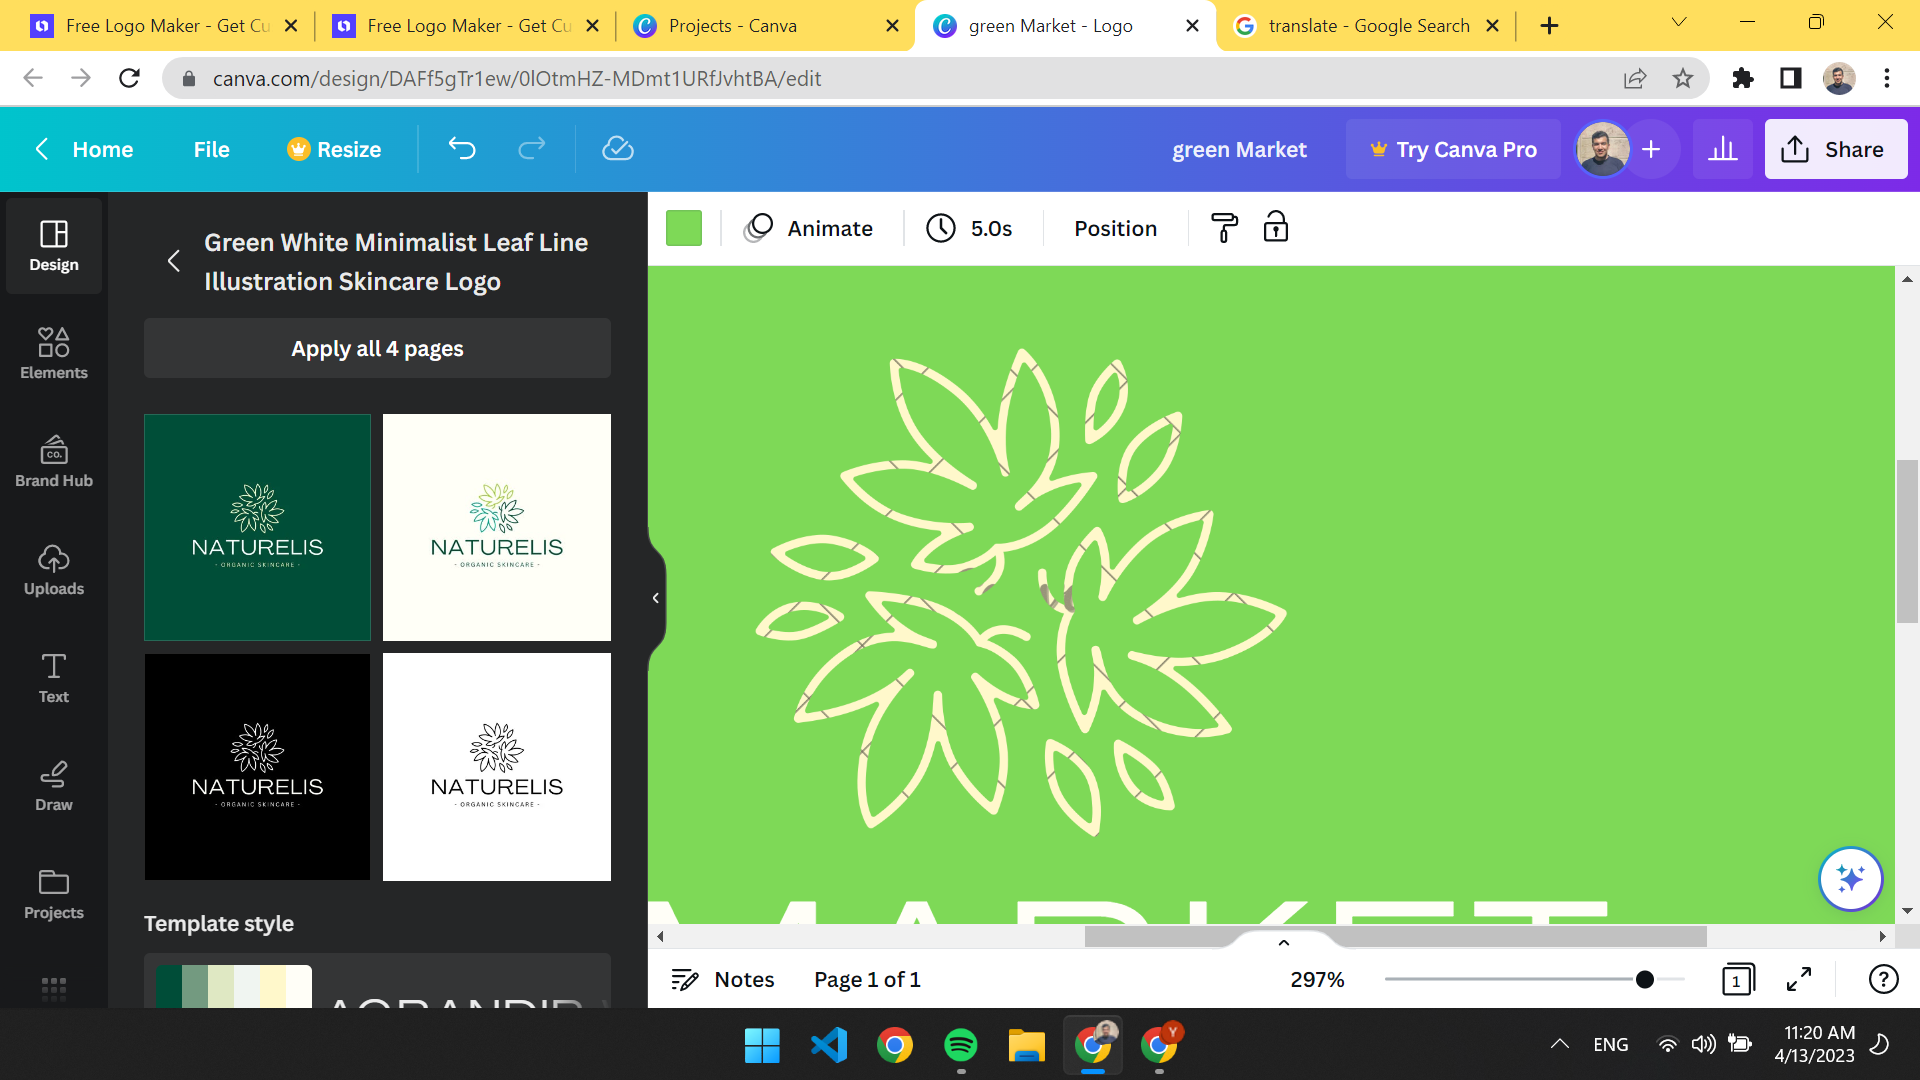 Free Logo Maker - Get Cu
Free Logo Maker - Get Cu
Projects - Canva
green Market - Logo
translate - Google Search
canva.com/design/DAFf5gTr1ew/0lOtmHZ-MDmt1URfJvhtBA/edit
Home
File
Resize
green Market
Try Canva Pro
Share
Design
Elements
CO.
Brand Hub
Uploads
Text
Draw
Projects
Green White Minimalist Leaf Line
Illustration Skincare Logo
Apply all 4 pages
NATURELIS
- ORGANIC SKINCARE -
NATURELIS
- ORGANIC SKINCARE -
NATURELIS
- ORGANIC SKINCARE -
NATURELIS
- ORGANIC SKINCARE -
Template style
AGRANDIR
Animate
5.0s
Position
MARKET
Notes
Page 1 of 1
297%
1
Y
ENG
11:20 AM
4/13/2023